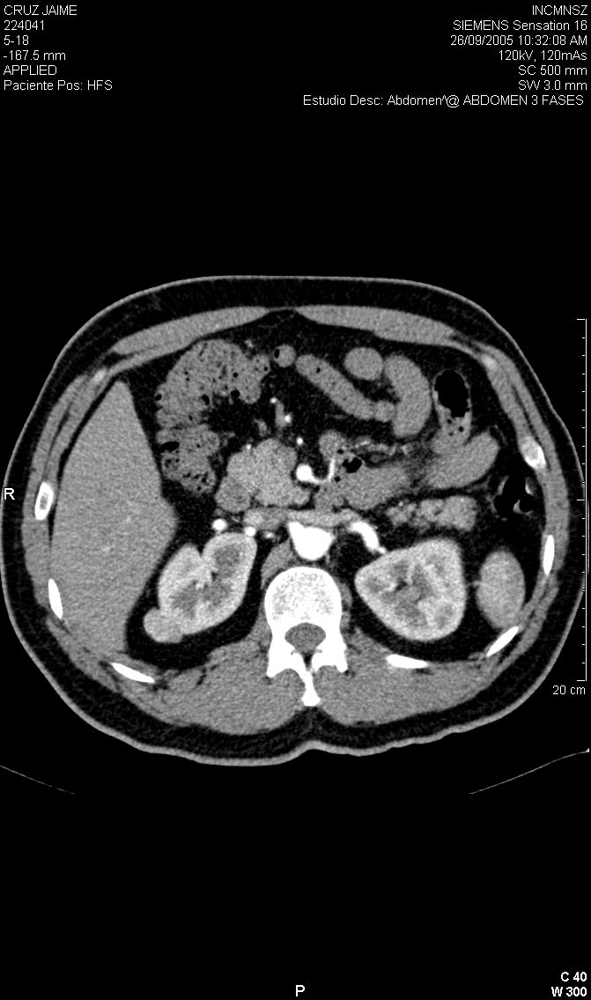 CRUZ JAIME
224041
5-18
-167.5 mm
APPLIED
Paciente Pos: HFS
INCMNSZ
SIEMENS Sensation 16
26/09/2005 10:32:08 AM
120kV, 120mAs
SC 500 mm
SW 3.0 mm
Estudio Desc: Abdomen^@ ABDOMEN 3 FASES
R
20 cm
P
C 40
W 300